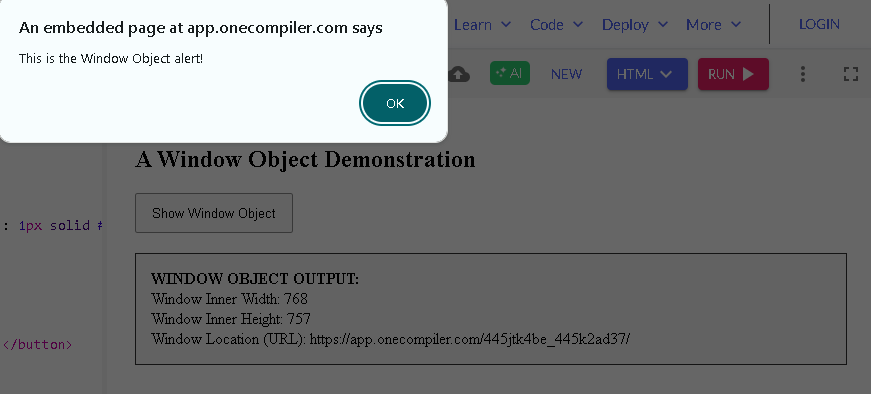 An embedded page at app.onecompiler.com says
This is the Window Object alert!
OK
Learn Code Deploy More LOGIN
AI NEW HTML RUN
A Window Object Demonstration
Show Window Object
: 1px solid #
WINDOW OBJECT OUTPUT:
Window Inner Width: 768
Window Inner Height: 757
Window Location (URL): https://app.onecompiler.com/445jtk4be_445k2ad37/
</button>